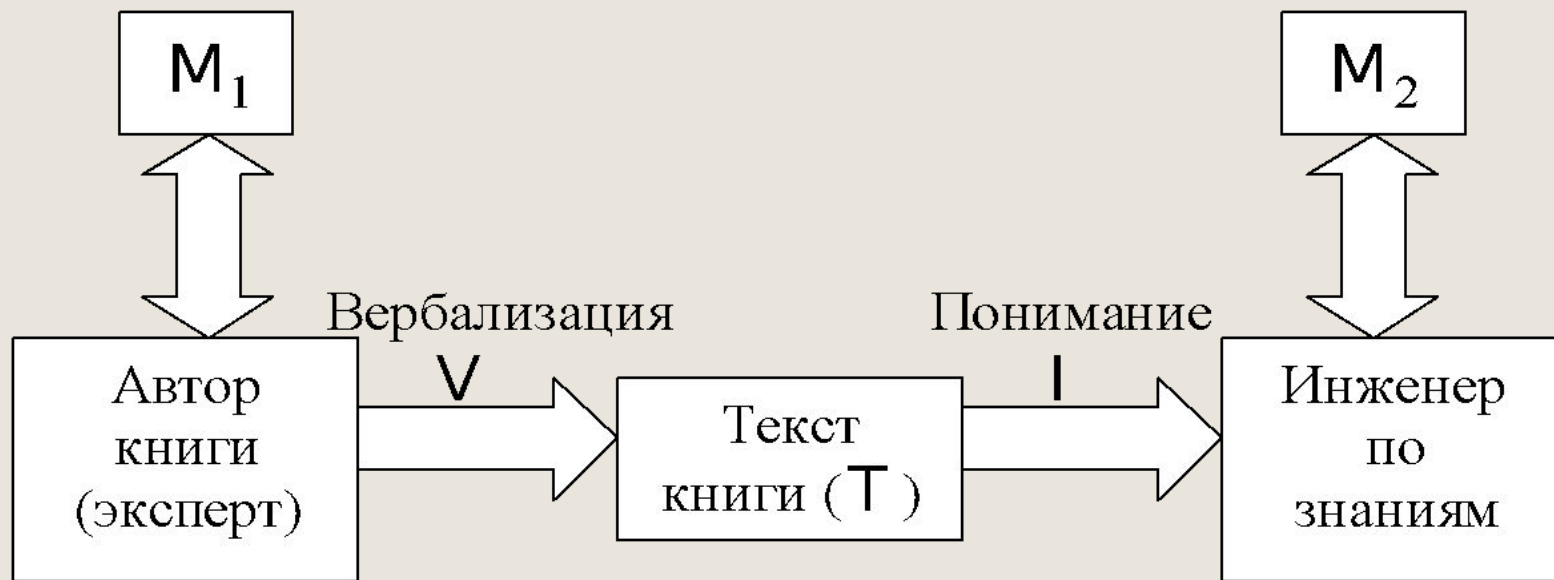 M1
M2
Вербализация
V
Понимание
I
Автор
книги
(эксперт)
Текст
книги (T)
Инженер
по
знаниям